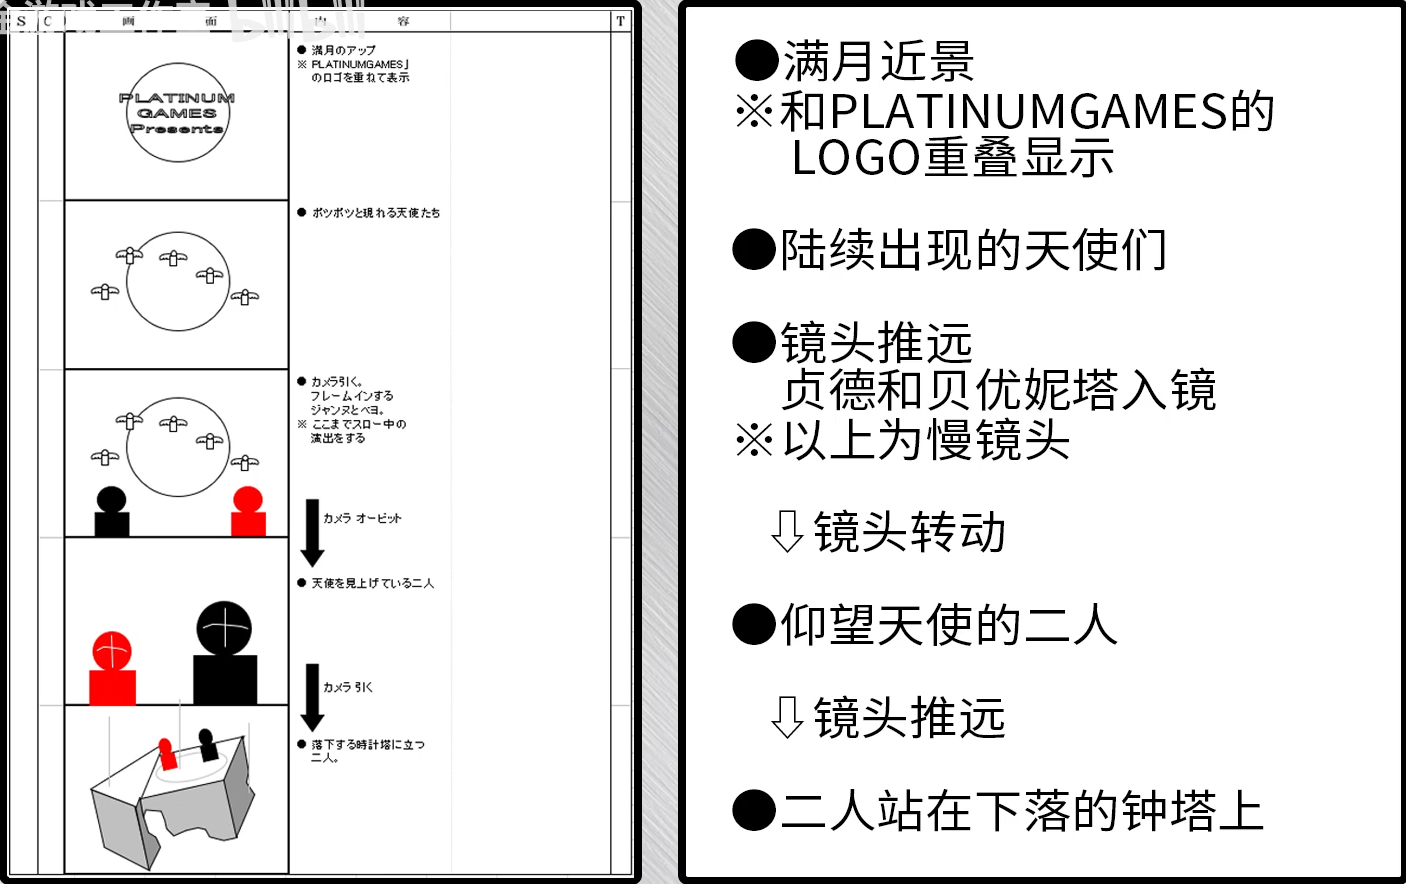 S C 画 面 内 容 T
PLATINUM
GAMES
Presents
● 満月のアップ
※ PLATINUMGAMES」
のロゴを重ねて表示
● ポツポツと現れる天使たち
● カメラ引く。
フレームインする
ジャンヌとベヨ。
※ ここまでスロー中の
演出をする
カメラ オービット
● 天使を見上げている二人
カメラ 引く
● 落下する時計塔に立つ
二人。
●满月近景
※和PLATINUMGAMES的
LOGO重叠显示
●陆续出现的天使们
●镜头推远
贞德和贝优妮塔入镜
※以上为慢镜头
⇩镜头转动
●仰望天使的二人
⇩镜头推远
●二人站在下落的钟塔上